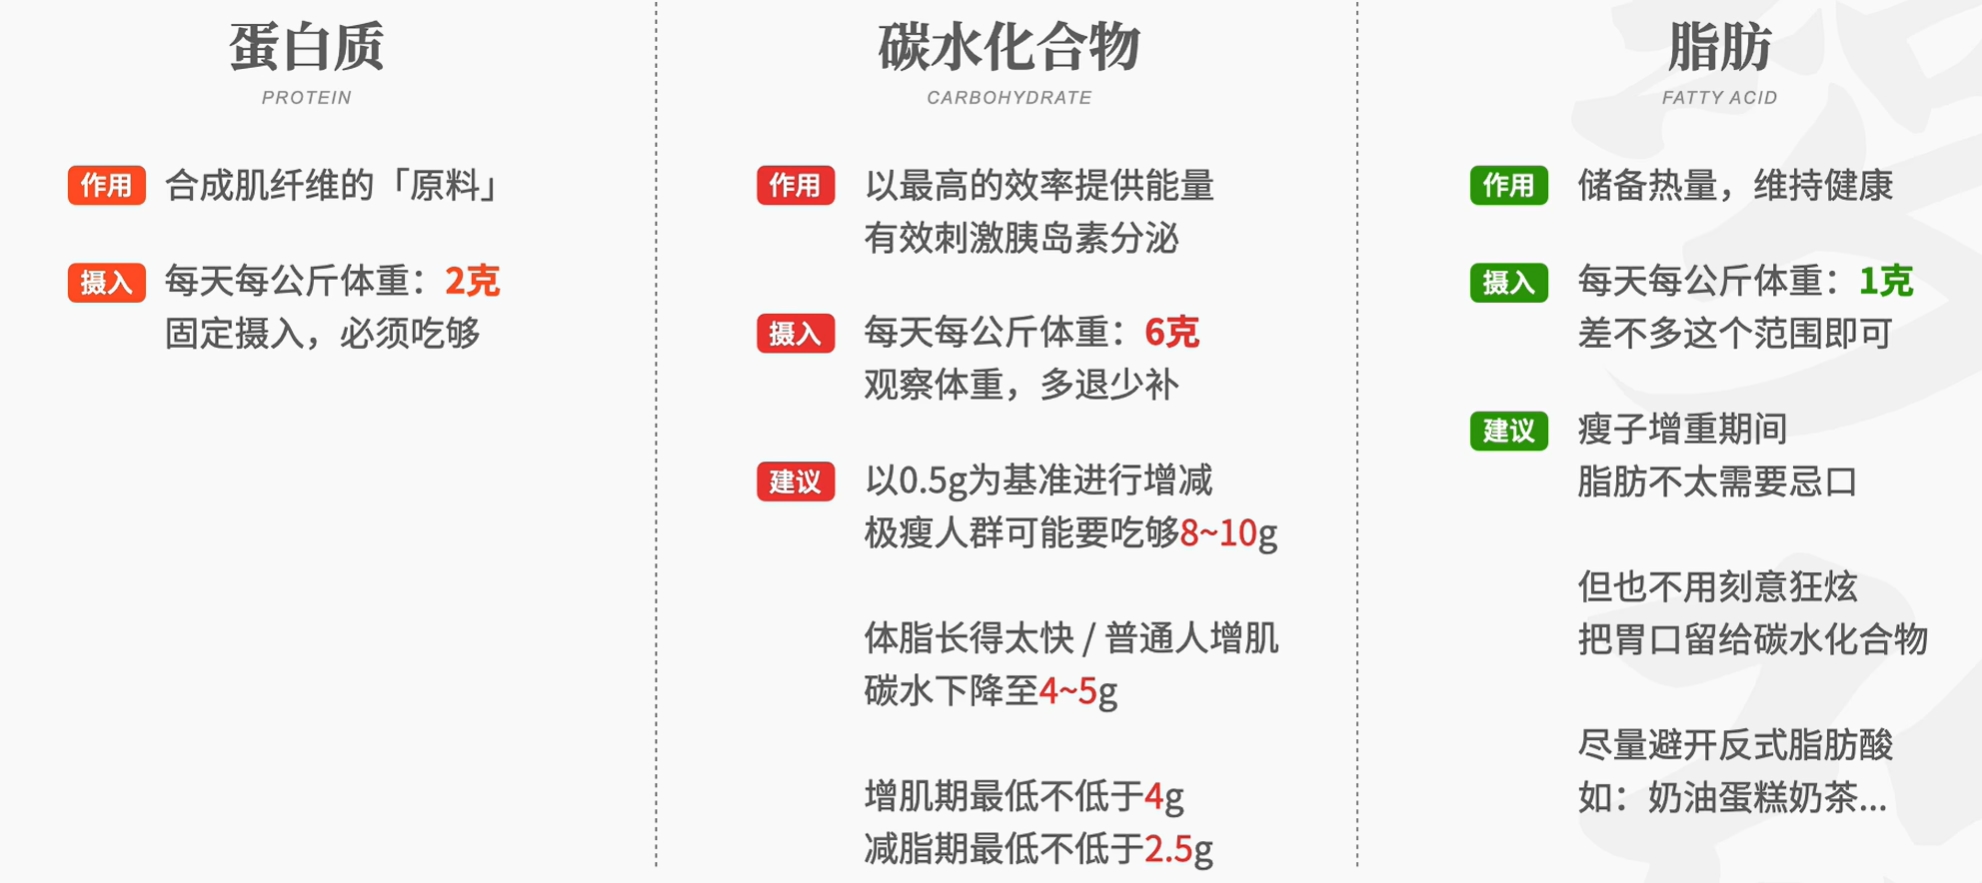 蛋白质
PROTEIN
作用 合成肌纤维的「原料」
摄入 每天每公斤体重：2克
固定摄入，必须吃够
碳水化合物
CARBOHYDRATE
作用 以最高的效率提供能量
有效刺激胰岛素分泌
摄入 每天每公斤体重：6克
观察体重，多退少补
建议 以0.5g为基准进行增减
极瘦人群可能要吃够8~10g
体脂长得太快 / 普通人增肌
碳水下降至4~5g
增肌期最低不低于4g
减脂期最低不低于2.5g
脂肪
FATTY ACID
作用 储备热量，维持健康
摄入 每天每公斤体重：1克
差不多这个范围即可
建议 瘦子增重期间
脂肪不太需要忌口
但也不用刻意狂炫
把胃口留给碳水化合物
尽量避开反式脂肪酸
如：奶油蛋糕奶茶...